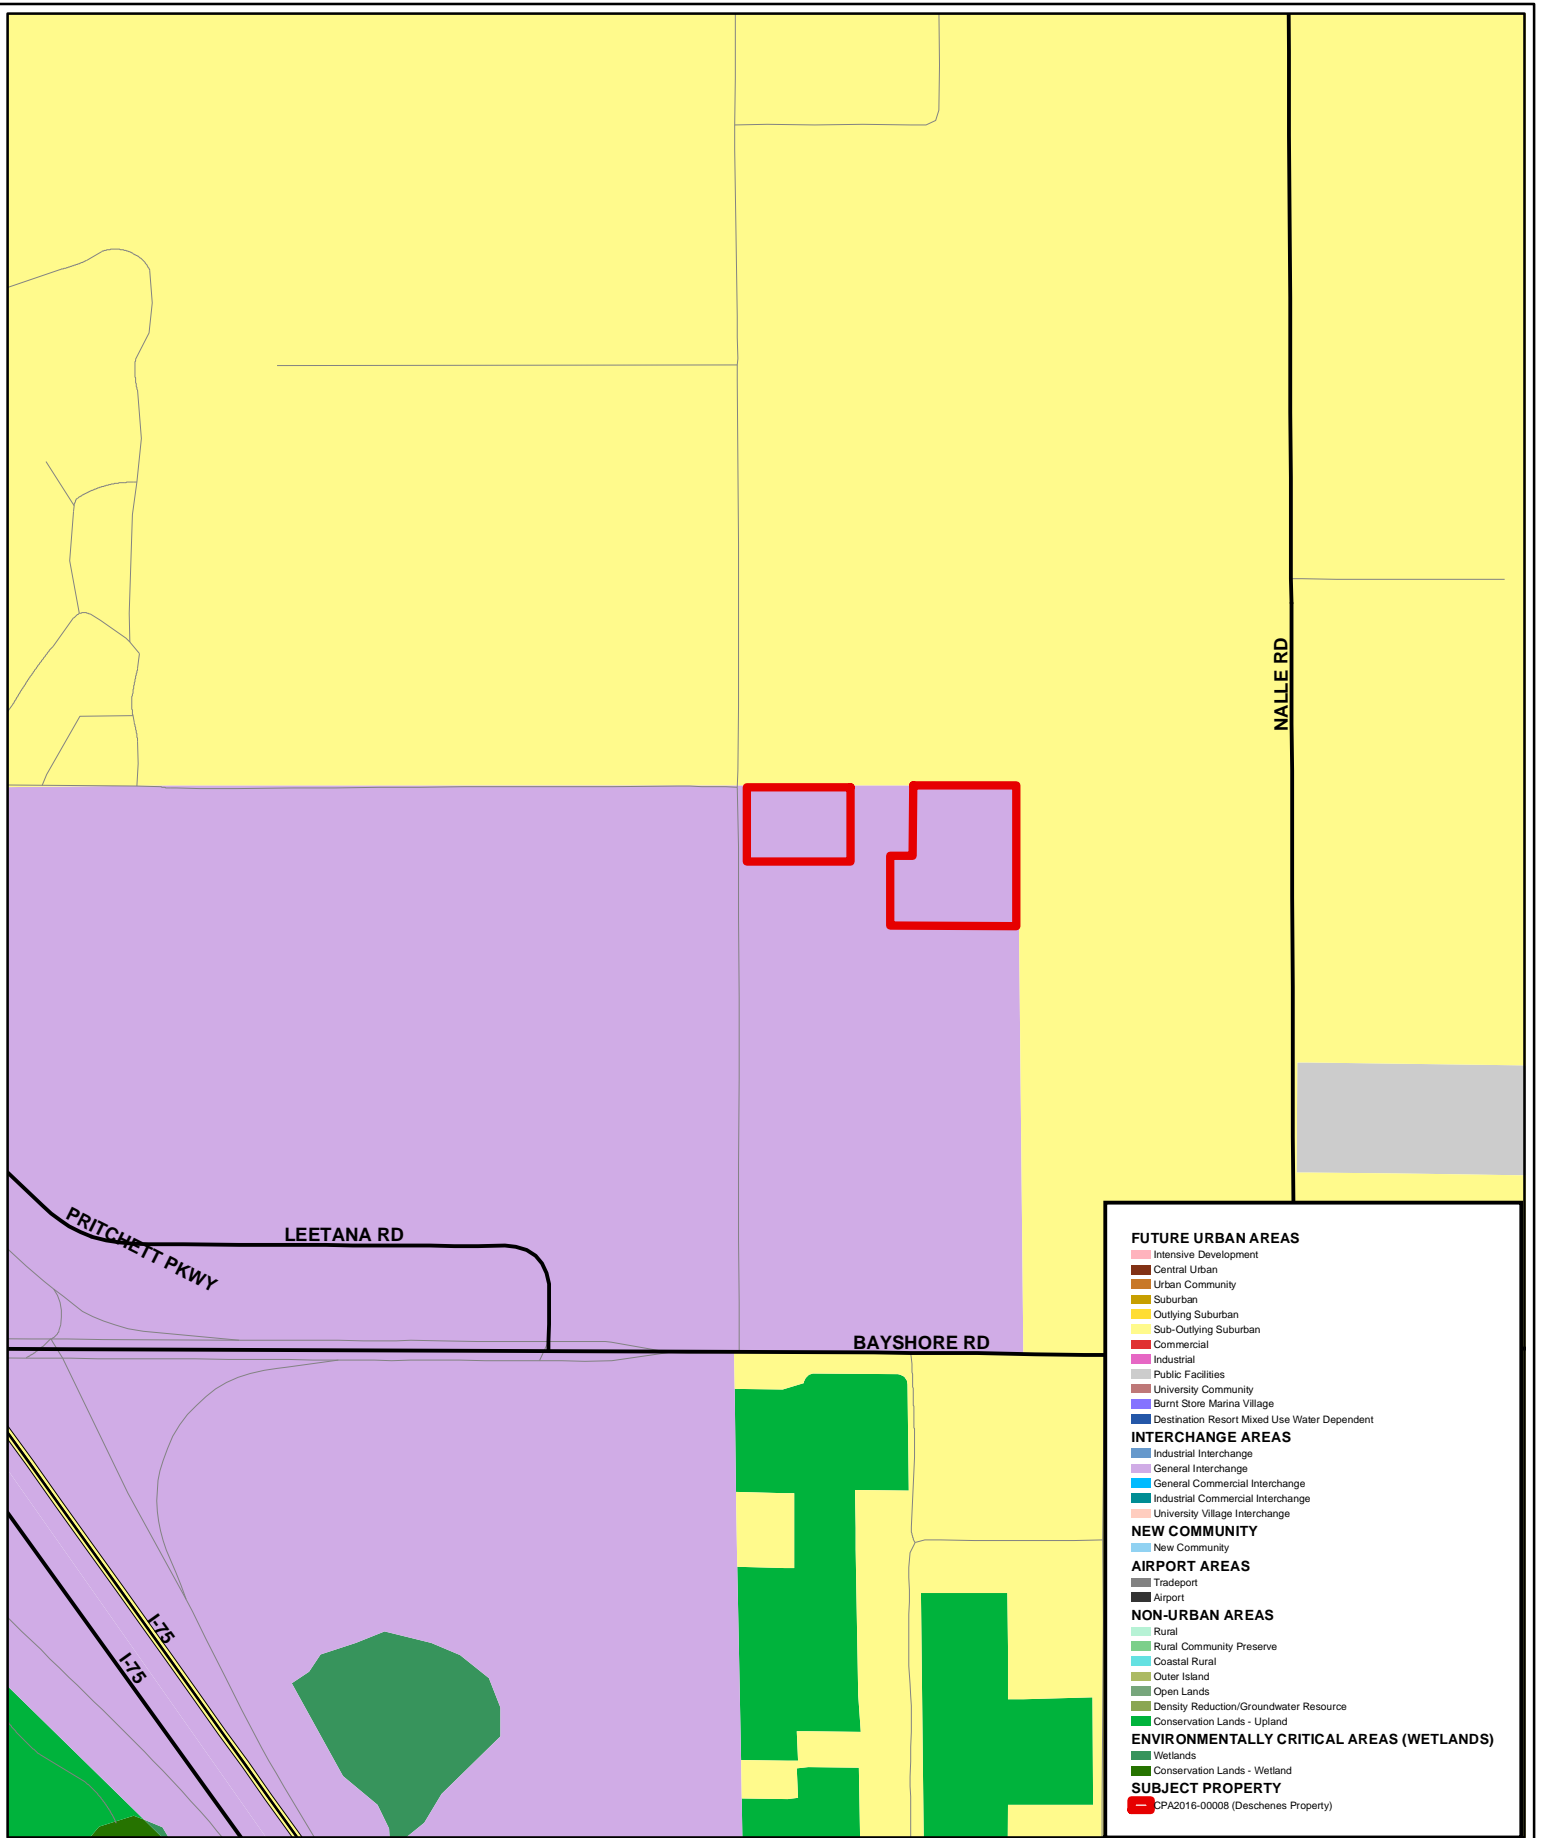 NALLE RD
PRITCHETT PKWY
LEETANA RD
BAYSHORE RD
I-75
I-75
FUTURE URBAN AREAS
Intensive Development
Central Urban
Urban Community
Suburban
Outlying Suburban
Sub-Outlying Suburban
Commercial
Industrial
Public Facilities
University Community
Burnt Store Marina Village
Destination Resort Mixed Use Water Dependent
INTERCHANGE AREAS
Industrial Interchange
General Interchange
General Commercial Interchange
Industrial Commercial Interchange
University Village Interchange
NEW COMMUNITY
New Community
AIRPORT AREAS
Tradeport
Airport
NON-URBAN AREAS
Rural
Rural Community Preserve
Coastal Rural
Outer Island
Open Lands
Density Reduction/Groundwater Resource
Conservation Lands - Upland
ENVIRONMENTALLY CRITICAL AREAS (WETLANDS)
Wetlands
Conservation Lands - Wetland
SUBJECT PROPERTY
CPA2016-00008 (Deschenes Property)